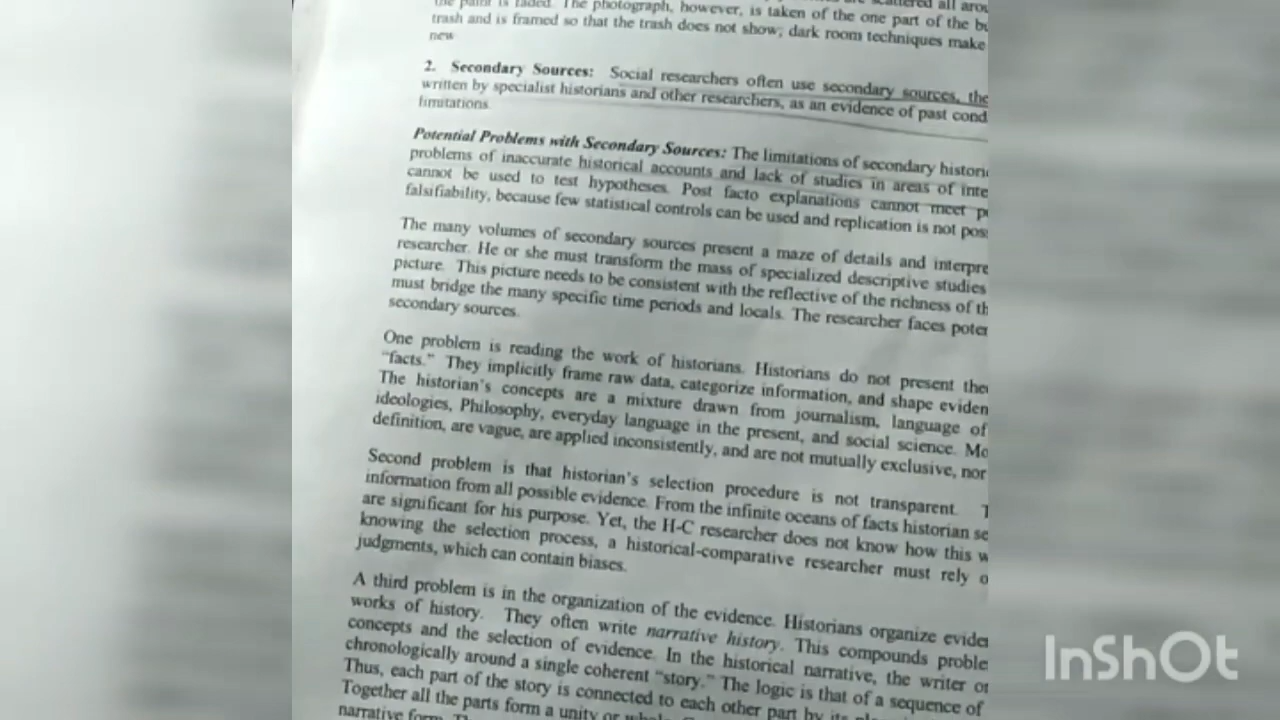 the paint is faded. The photograph, however, is taken of the one part of the
trash and is framed so that the trash does not show; dark room techniques make
new
2. Secondary Sources: Social researchers often use secondary sources, the
written by specialist historians and other researchers, as an evidence of past cond
limitations.
Potential Problems with Secondary Sources: The limitations of secondary histori
problems of inaccurate historical accounts and lack of studies in areas of inte
cannot be used to test hypotheses. Post facto explanations cannot meet p
falsifiability, because few statistical controls can be used and replication is not pos
The many volumes of secondary sources present a maze of details and interpre
researcher. He or she must transform the mass of specialized descriptive studies
picture. This picture needs to be consistent with the reflective of the richness of th
must bridge the many specific time periods and locals. The researcher faces poten
secondary sources.
One problem is reading the work of historians. Historians do not present the
"facts." They implicitly frame raw data, categorize information, and shape eviden
The historian's concepts are a mixture drawn from journalism, language of
ideologies, Philosophy, everyday language in the present, and social science. Mo
definition, are vague, are applied inconsistently, and are not mutually exclusive, nor
Second problem is that historian's selection procedure is not transparent. T
information from all possible evidence. From the infinite oceans of facts historian se
are significant for his purpose. Yet, the H-C researcher does not know how this w
knowing the selection process, a historical-comparative researcher must rely o
judgments, which can contain biases.
A third problem is in the organization of the evidence. Historians organize eviden
works of history. They often write narrative history. This compounds proble
concepts and the selection of evidence. In the historical narrative, the writer or
chronologically around a single coherent "story." The logic is that of a sequence of
Thus, each part of the story is connected to each other part by its
Together all the parts form a unity or whole.
narrative form.
InShOt